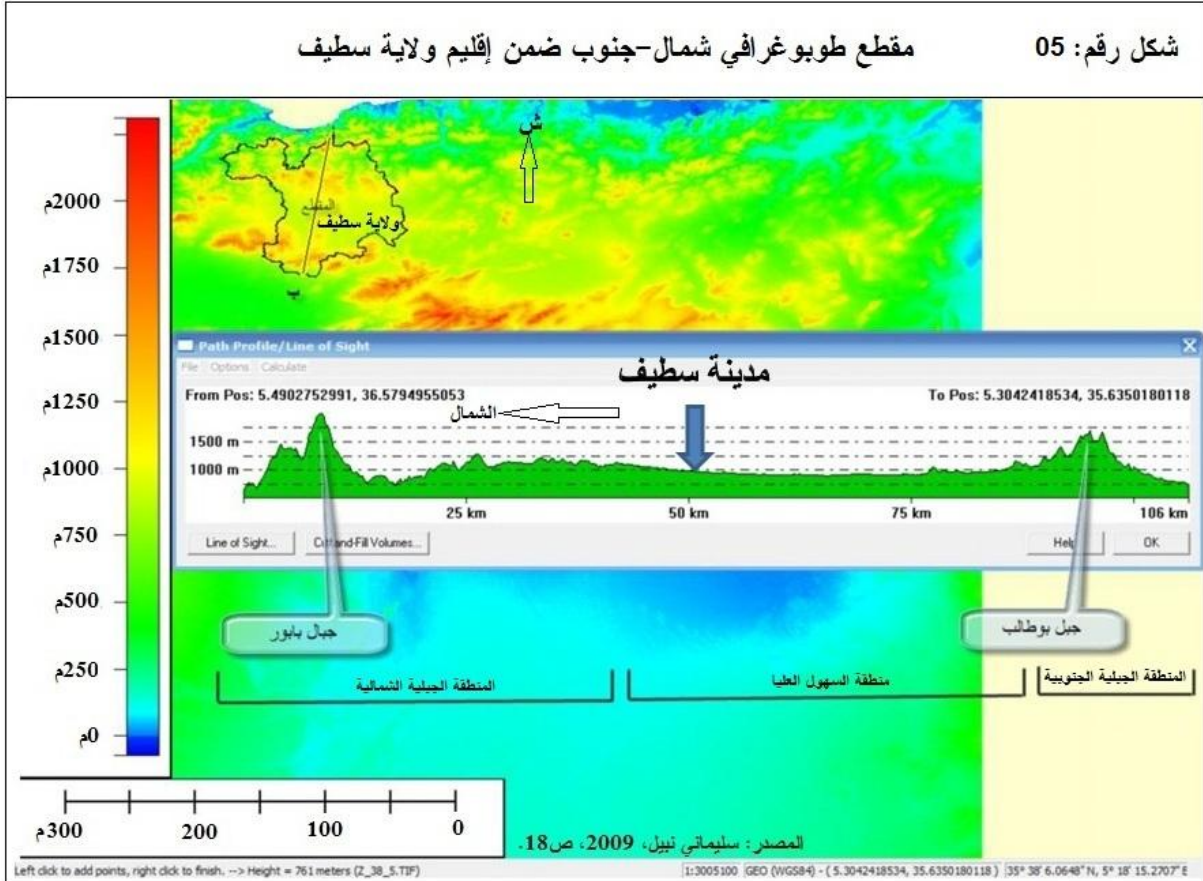 شكل رقم: 05 مقطع طوبوغرافي شمال-جنوب ضمن إقليم ولاية سطيف
ش
أ
2000م
1750م
1500م
1250م
1000م
750م
500م
250م
0م
المقطع
ولاية سطيف
ب
Path Profile/Line of Sight
File Options Calculate
مدينة سطيف
From Pos: 5.4902752991, 36.5794955053
To Pos: 5.3042418534, 35.6350180118
الشمال
1500 m
1000 m
25 km 50 km 75 km 106 km
Line of Sight... Cut-and-Fill Volumes... Help OK
جبال بابور
جبل بوطالب
المنطقة الجبلية الشمالية
منطقة السهول العليا
المنطقة الجبلية الجنوبية
300م 200 100 0
المصدر: سليماني نبيل، 2009، ص18.
Left click to add points, right click to finish. --> Height = 761 meters (Z_38_5.TIF)
1:3005100 GEO (WGS84) - ( 5.3042418534, 35.6350180118 ) 35° 38' 6.0648" N, 5° 18' 15.2707" E